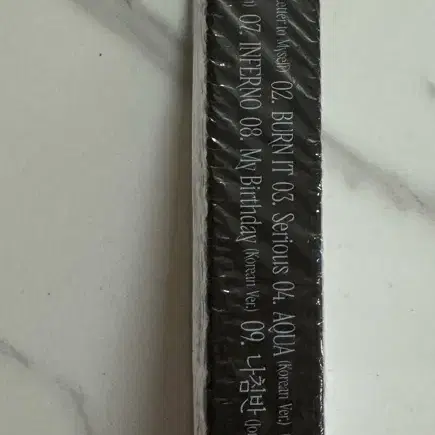 Letter to Myself) 02. BURN IT 03. Serious 04. AQUA (Korean Ver.)
07. INFERNO 08. My Birthday (Korean Ver.) 09. 나침반